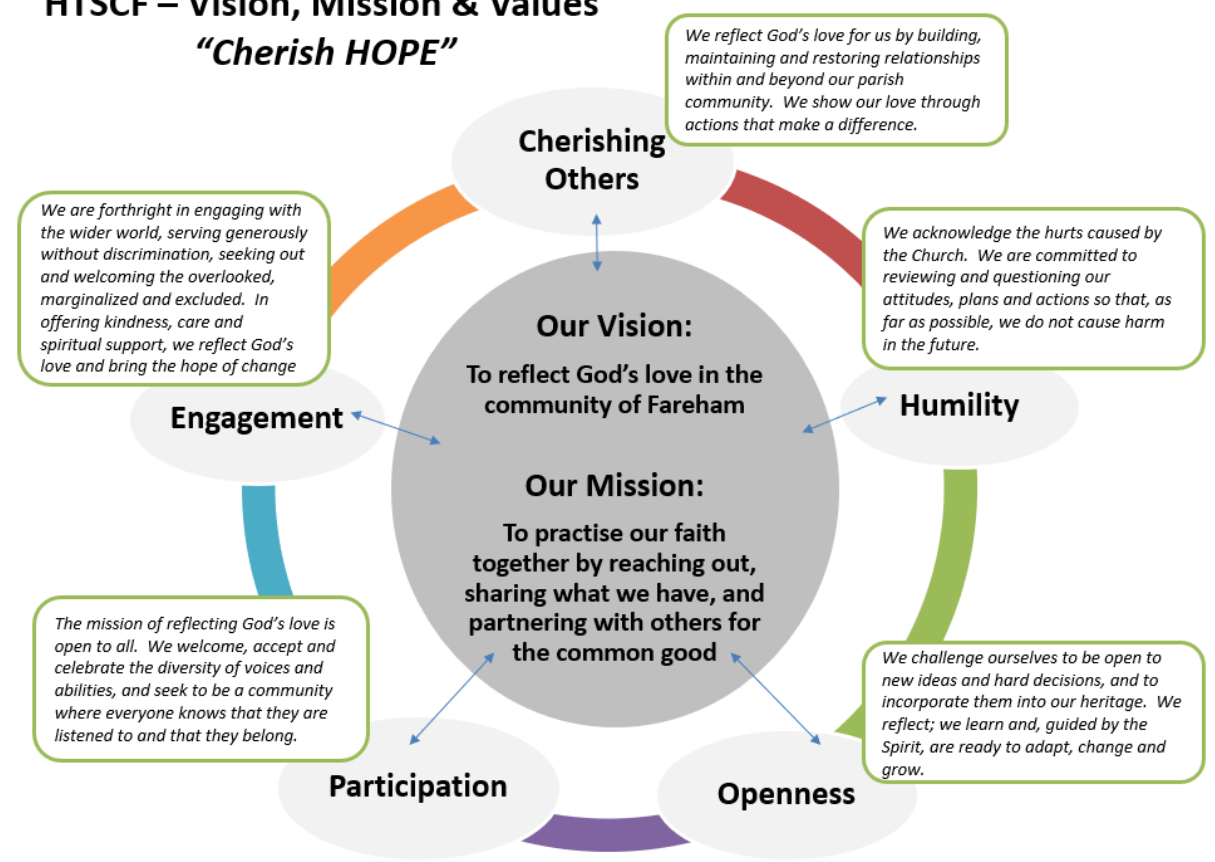 HTSCF – Vision, Mission & Values
“Cherish HOPE”
We reflect God’s love for us by building,
maintaining and restoring relationships
within and beyond our parish
community.  We show our love through
actions that make a difference.
Cherishing
Others
We are forthright in engaging with
the wider world, serving generously
without discrimination, seeking out
and welcoming the overlooked,
marginalized and excluded.  In
offering kindness, care and
spiritual support, we reflect God’s
love and bring the hope of change
We acknowledge the hurts caused by
the Church.  We are committed to
reviewing and questioning our
attitudes, plans and actions so that, as
far as possible, we do not cause harm
in the future.
Engagement
Humility
Our Vision:
To reflect God’s love in the
community of Fareham
Our Mission:
To practise our faith
together by reaching out,
sharing what we have, and
partnering with others for
the common good
The mission of reflecting God’s love is
open to all.  We welcome, accept and
celebrate the diversity of voices and
abilities, and seek to be a community
where everyone knows that they are
listened to and that they belong.
We challenge ourselves to be open to
new ideas and hard decisions, and to
incorporate them into our heritage.  We
reflect; we learn and, guided by the
Spirit, are ready to adapt, change and
grow.
Participation
Openness